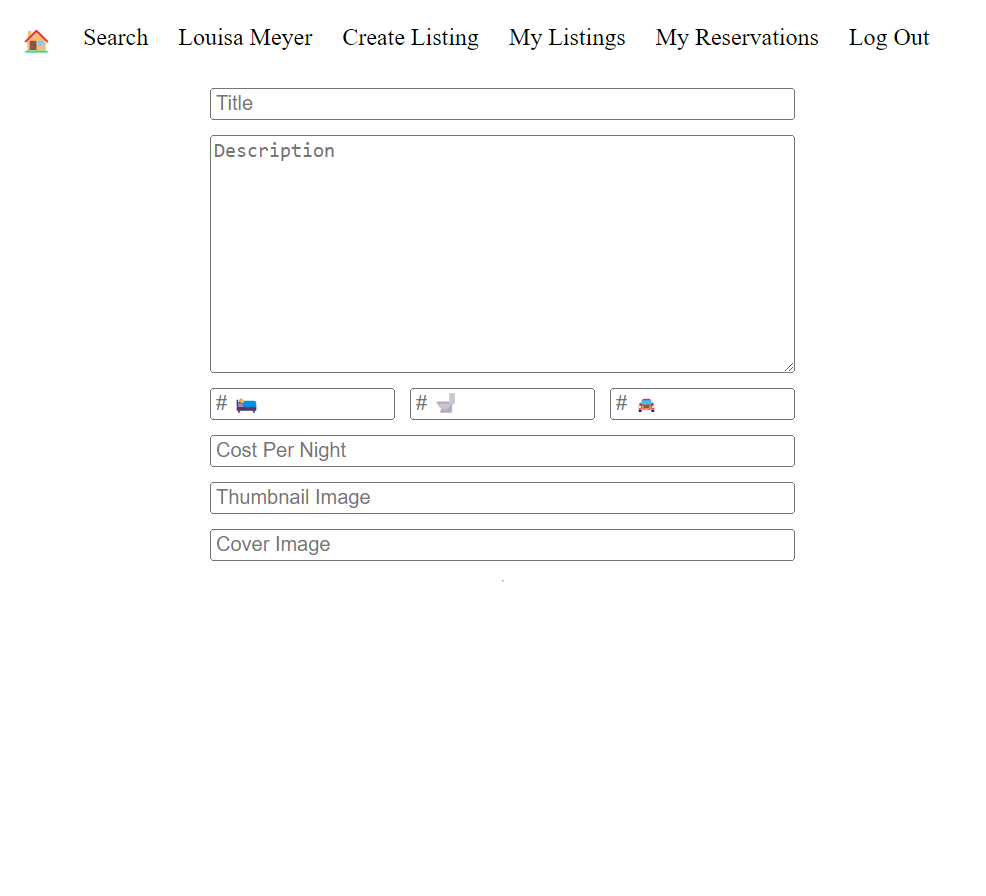 🏠 Search Louisa Meyer Create Listing My Listings My Reservations Log Out
Title
Description
# 🛌 # 🚽 # 🚘
Cost Per Night
Thumbnail Image
Cover Image